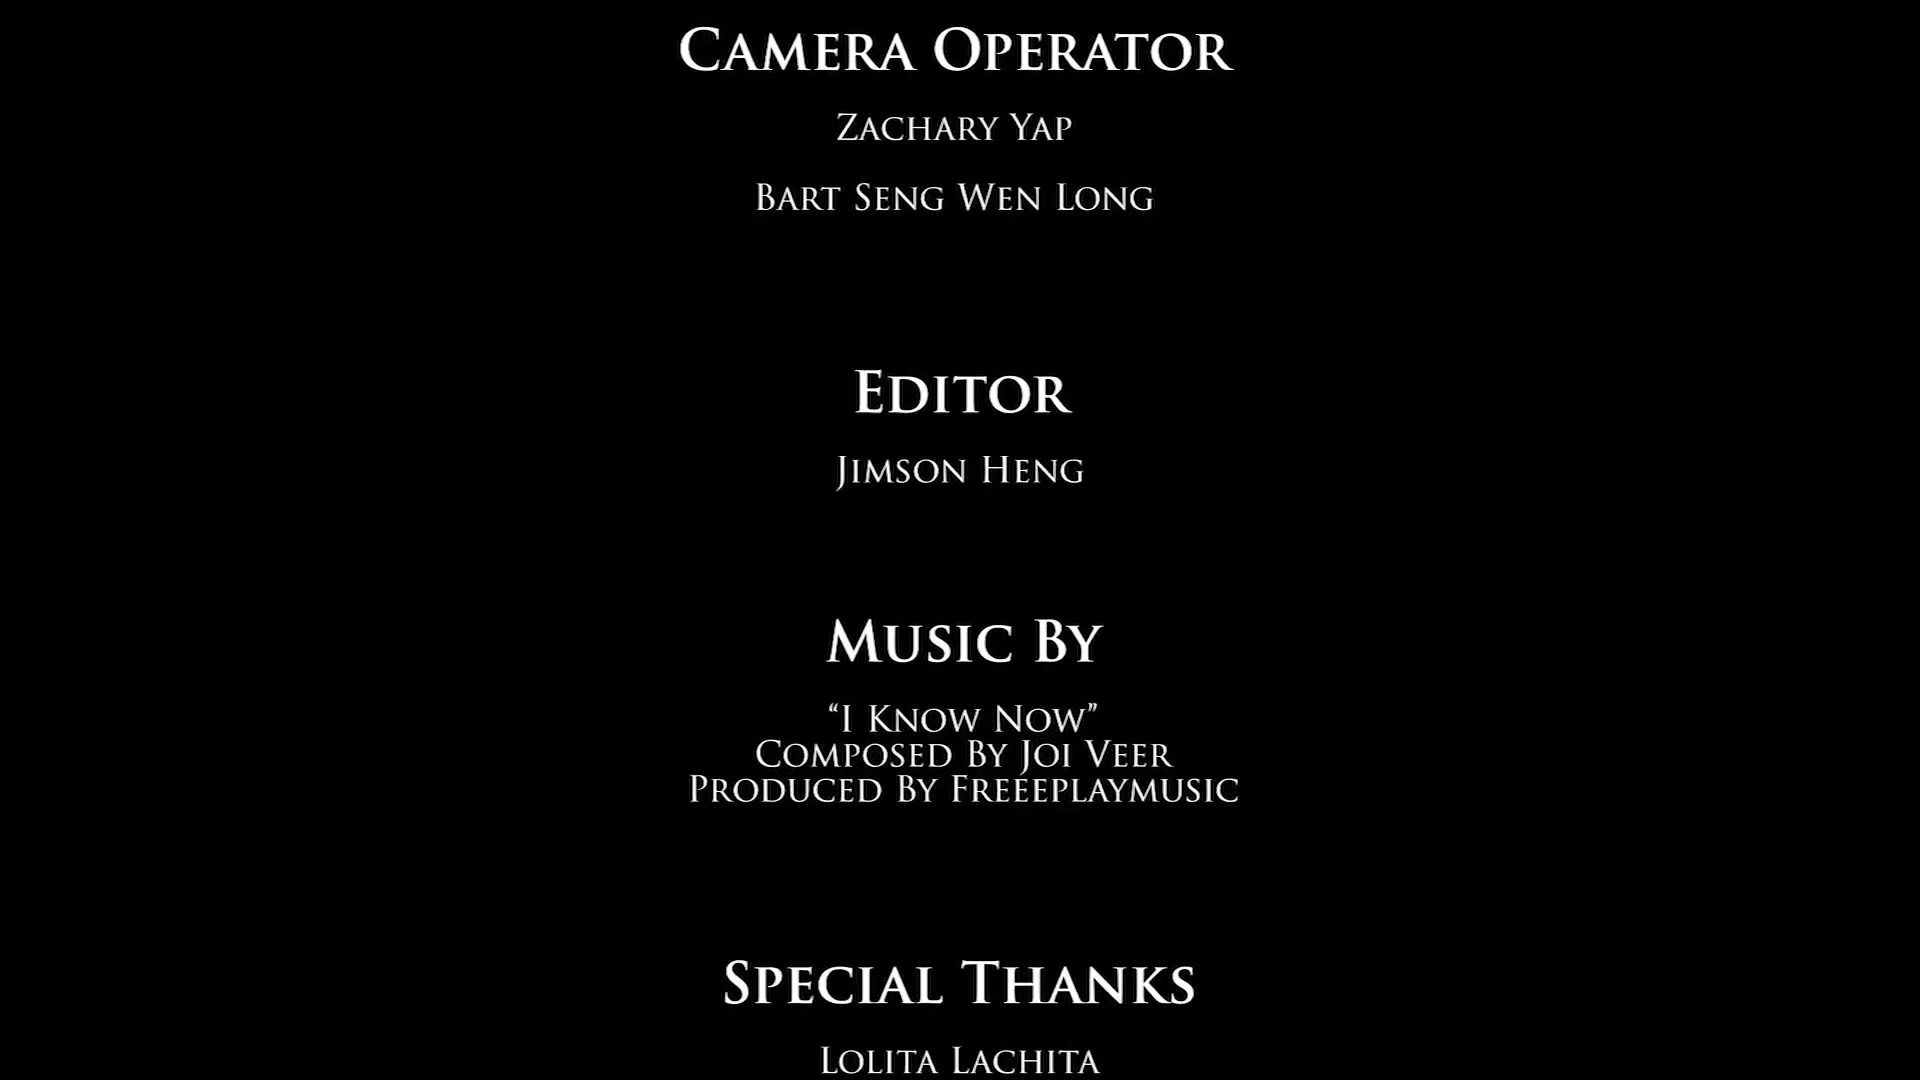 Camera Operator
Zachary Yap
Bart Seng Wen Long
Editor
Jimson Heng
Music By
“I Know Now”
Composed By Joi Veer
Produced By Freeeplaymusic
Special Thanks
Lolita Lachita